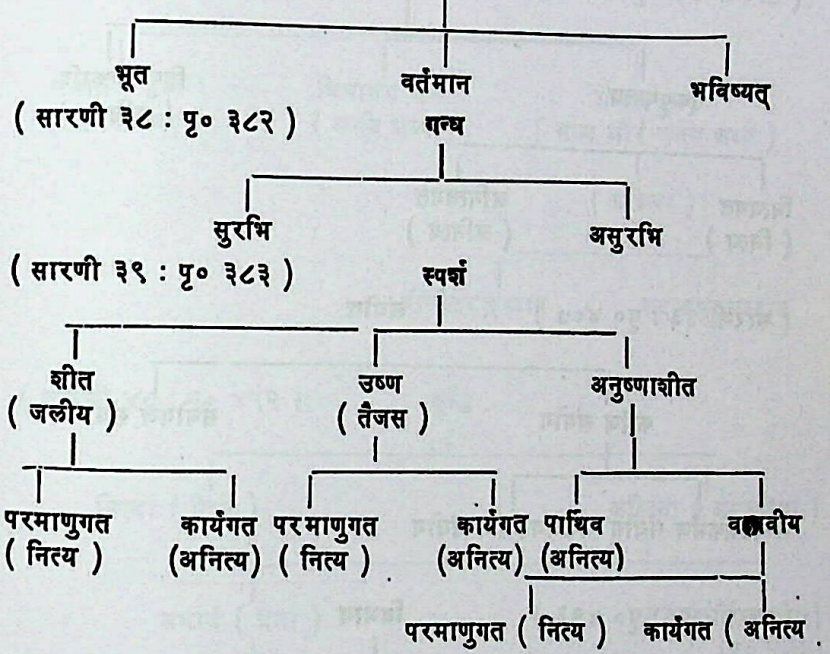 भूत वर्तमान भविष्यत्
( सारणी ३८ : पृ० ३८२ ) गन्ध
सुरभि असुरभि
( सारणी ३९ : पृ० ३८३ ) स्पर्श
शीत उष्ण अनुष्णाशीत
( जलीय ) ( तैजस )
परमाणुगत कार्यगत परमाणुगत कार्यगत पार्थिव
( नित्य ) (अनित्य) ( नित्य ) (अनित्य) (अनित्य)
परमाणुगत ( नित्य ) कार्यगत ( अनित्य